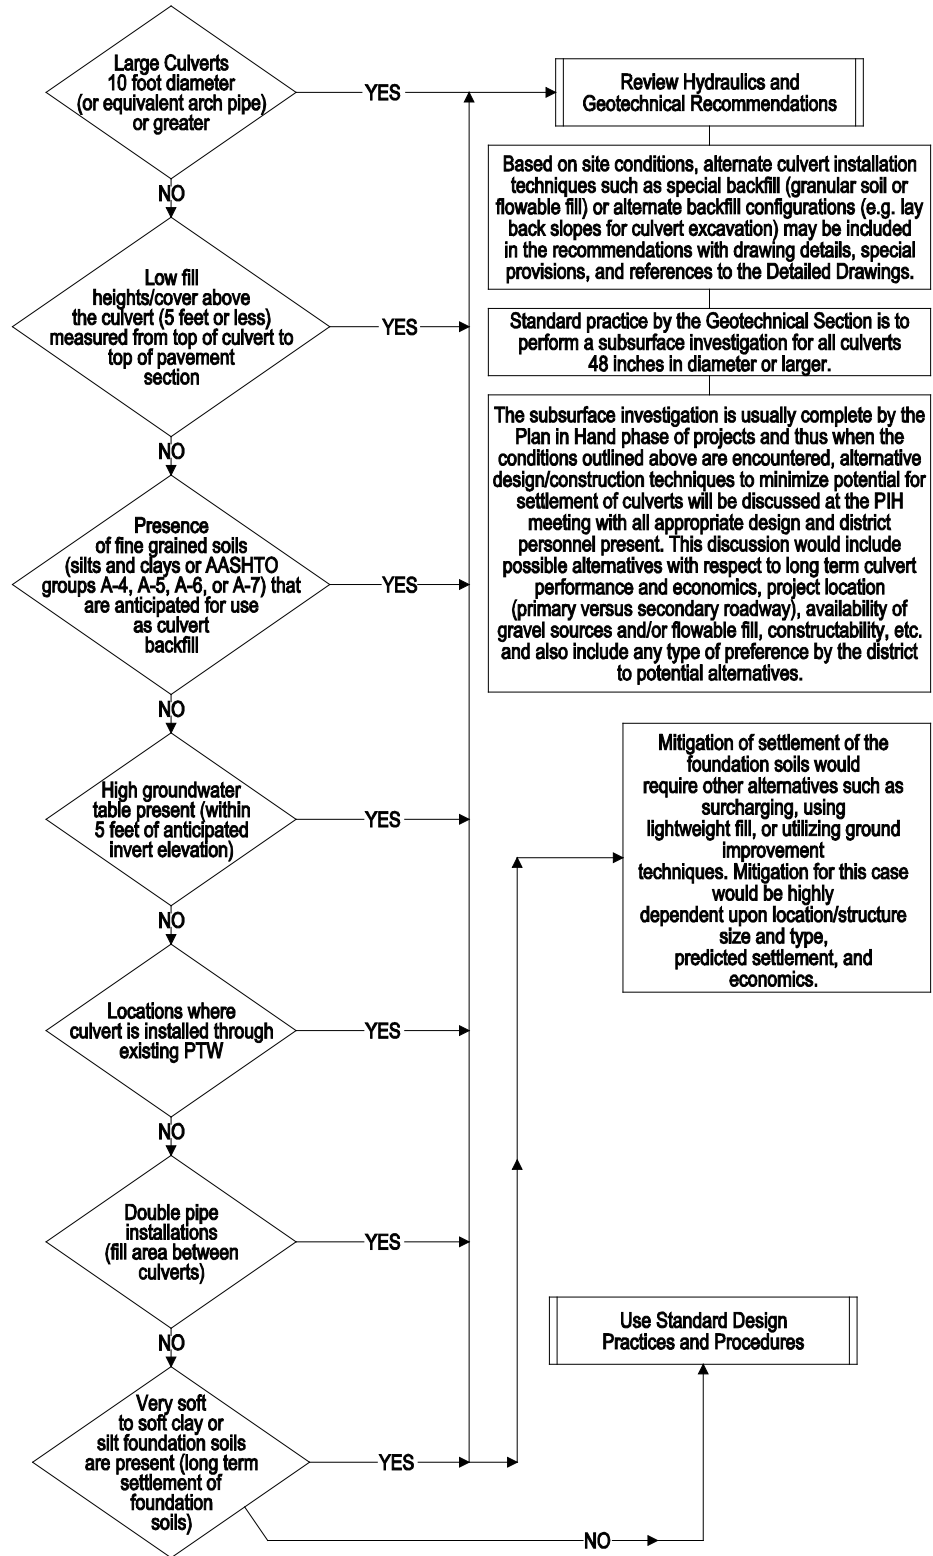 Large Culverts
10 foot diameter
(or equivalent arch pipe)
or greater
YES
Review Hydraulics and
Geotechnical Recommendations
Based on site conditions, alternate culvert installation
techniques such as special backfill (granular soil or
flowable fill) or alternate backfill configurations (e.g. lay
back slopes for culvert excavation) may be included
in the recommendations with drawing details, special
provisions, and references to the Detailed Drawings.
NO
Low fill
heights/cover above
the culvert (5 feet or less)
measured from top of culvert to
top of pavement
section
YES
Standard practice by the Geotechnical Section is to
perform a subsurface investigation for all culverts
48 inches in diameter or larger.
The subsurface investigation is usually complete by the
Plan in Hand phase of projects and thus when the
conditions outlined above are encountered, alternative
design/construction techniques to minimize potential for
settlement of culverts will be discussed at the PIH
meeting with all appropriate design and district
personnel present. This discussion would include
possible alternatives with respect to long term culvert
performance and economics, project location
(primary versus secondary roadway), availability of
gravel sources and/or flowable fill, constructability, etc.
and also include any type of preference by the district
to potential alternatives.
NO
Presence
of fine grained soils
(silts and clays or AASHTO
groups A-4, A-5, A-6, or A-7) that
are anticipated for use
as culvert
backfill
YES
NO
High groundwater
table present (within
5 feet of anticipated
invert elevation)
YES
Mitigation of settlement of the
foundation soils would
require other alternatives such as
surcharging, using
lightweight fill, or utilizing ground
improvement
techniques. Mitigation for this case
would be highly
dependent upon location/structure
size and type,
predicted settlement, and
economics.
NO
Locations where
culvert is installed through
existing PTW
YES
NO
Double pipe
installations
(fill area between
culverts)
YES
NO
Use Standard Design
Practices and Procedures
Very soft
to soft clay or
silt foundation soils
are present (long term
settlement of
foundation
soils)
YES
NO